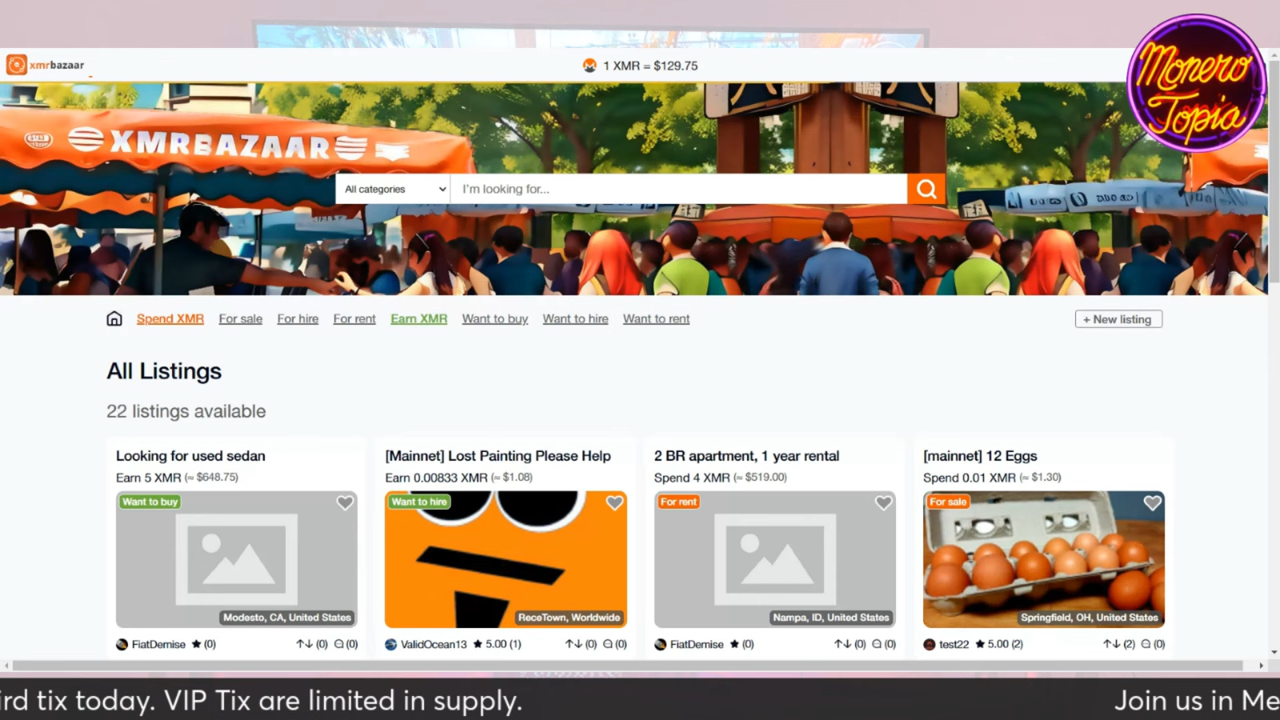 xmrbazaar
1 XMR = $129.75
Monero
Topia
XMRBAZAAR
All categories
I'm looking for...
Spend XMR
For sale
For hire
For rent
Earn XMR
Want to buy
Want to hire
Want to rent
+ New listing
All Listings
22 listings available
Looking for used sedan
Earn 5 XMR (≈ $648.75)
Want to buy
Modesto, CA, United States
FiatDemise ★ (0)
↑↓ (0) (0)
[Mainnet] Lost Painting Please Help
Earn 0.00833 XMR (≈ $1.08)
Want to hire
ReceTown, Worldwide
ValidOcean13 ★ 5.00 (1)
↑↓ (0) (0)
2 BR apartment, 1 year rental
Spend 4 XMR (≈ $519.00)
For rent
Nampa, ID, United States
FiatDemise ★ (0)
↑↓ (0) (0)
[mainnet] 12 Eggs
Spend 0.01 XMR (≈ $1.30)
For sale
Springfield, OH, United States
test22 ★ 5.00 (2)
↑↓ (2) (0)
ird tix today. VIP Tix are limited in supply.
Join us in Me